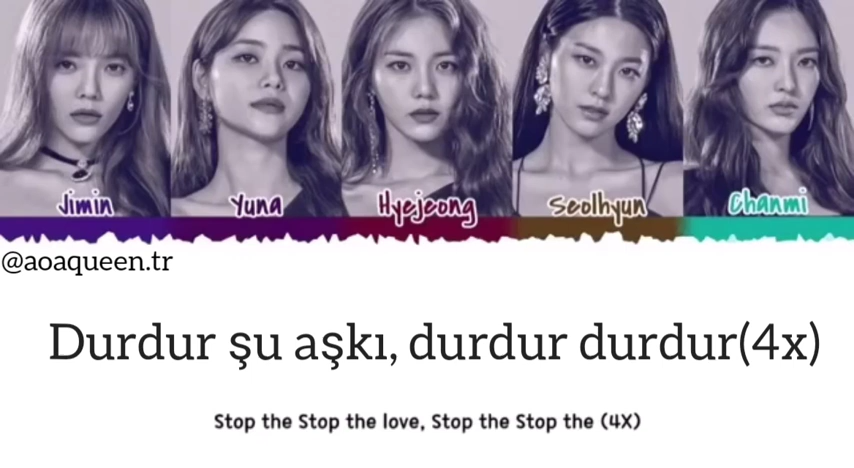 Jimin Yuna Hyejeong Seolhyun Chanmi
@aoaqueen.tr
Durdur şu aşkı, durdur durdur(4x)
Stop the Stop the love, Stop the Stop the (4X)